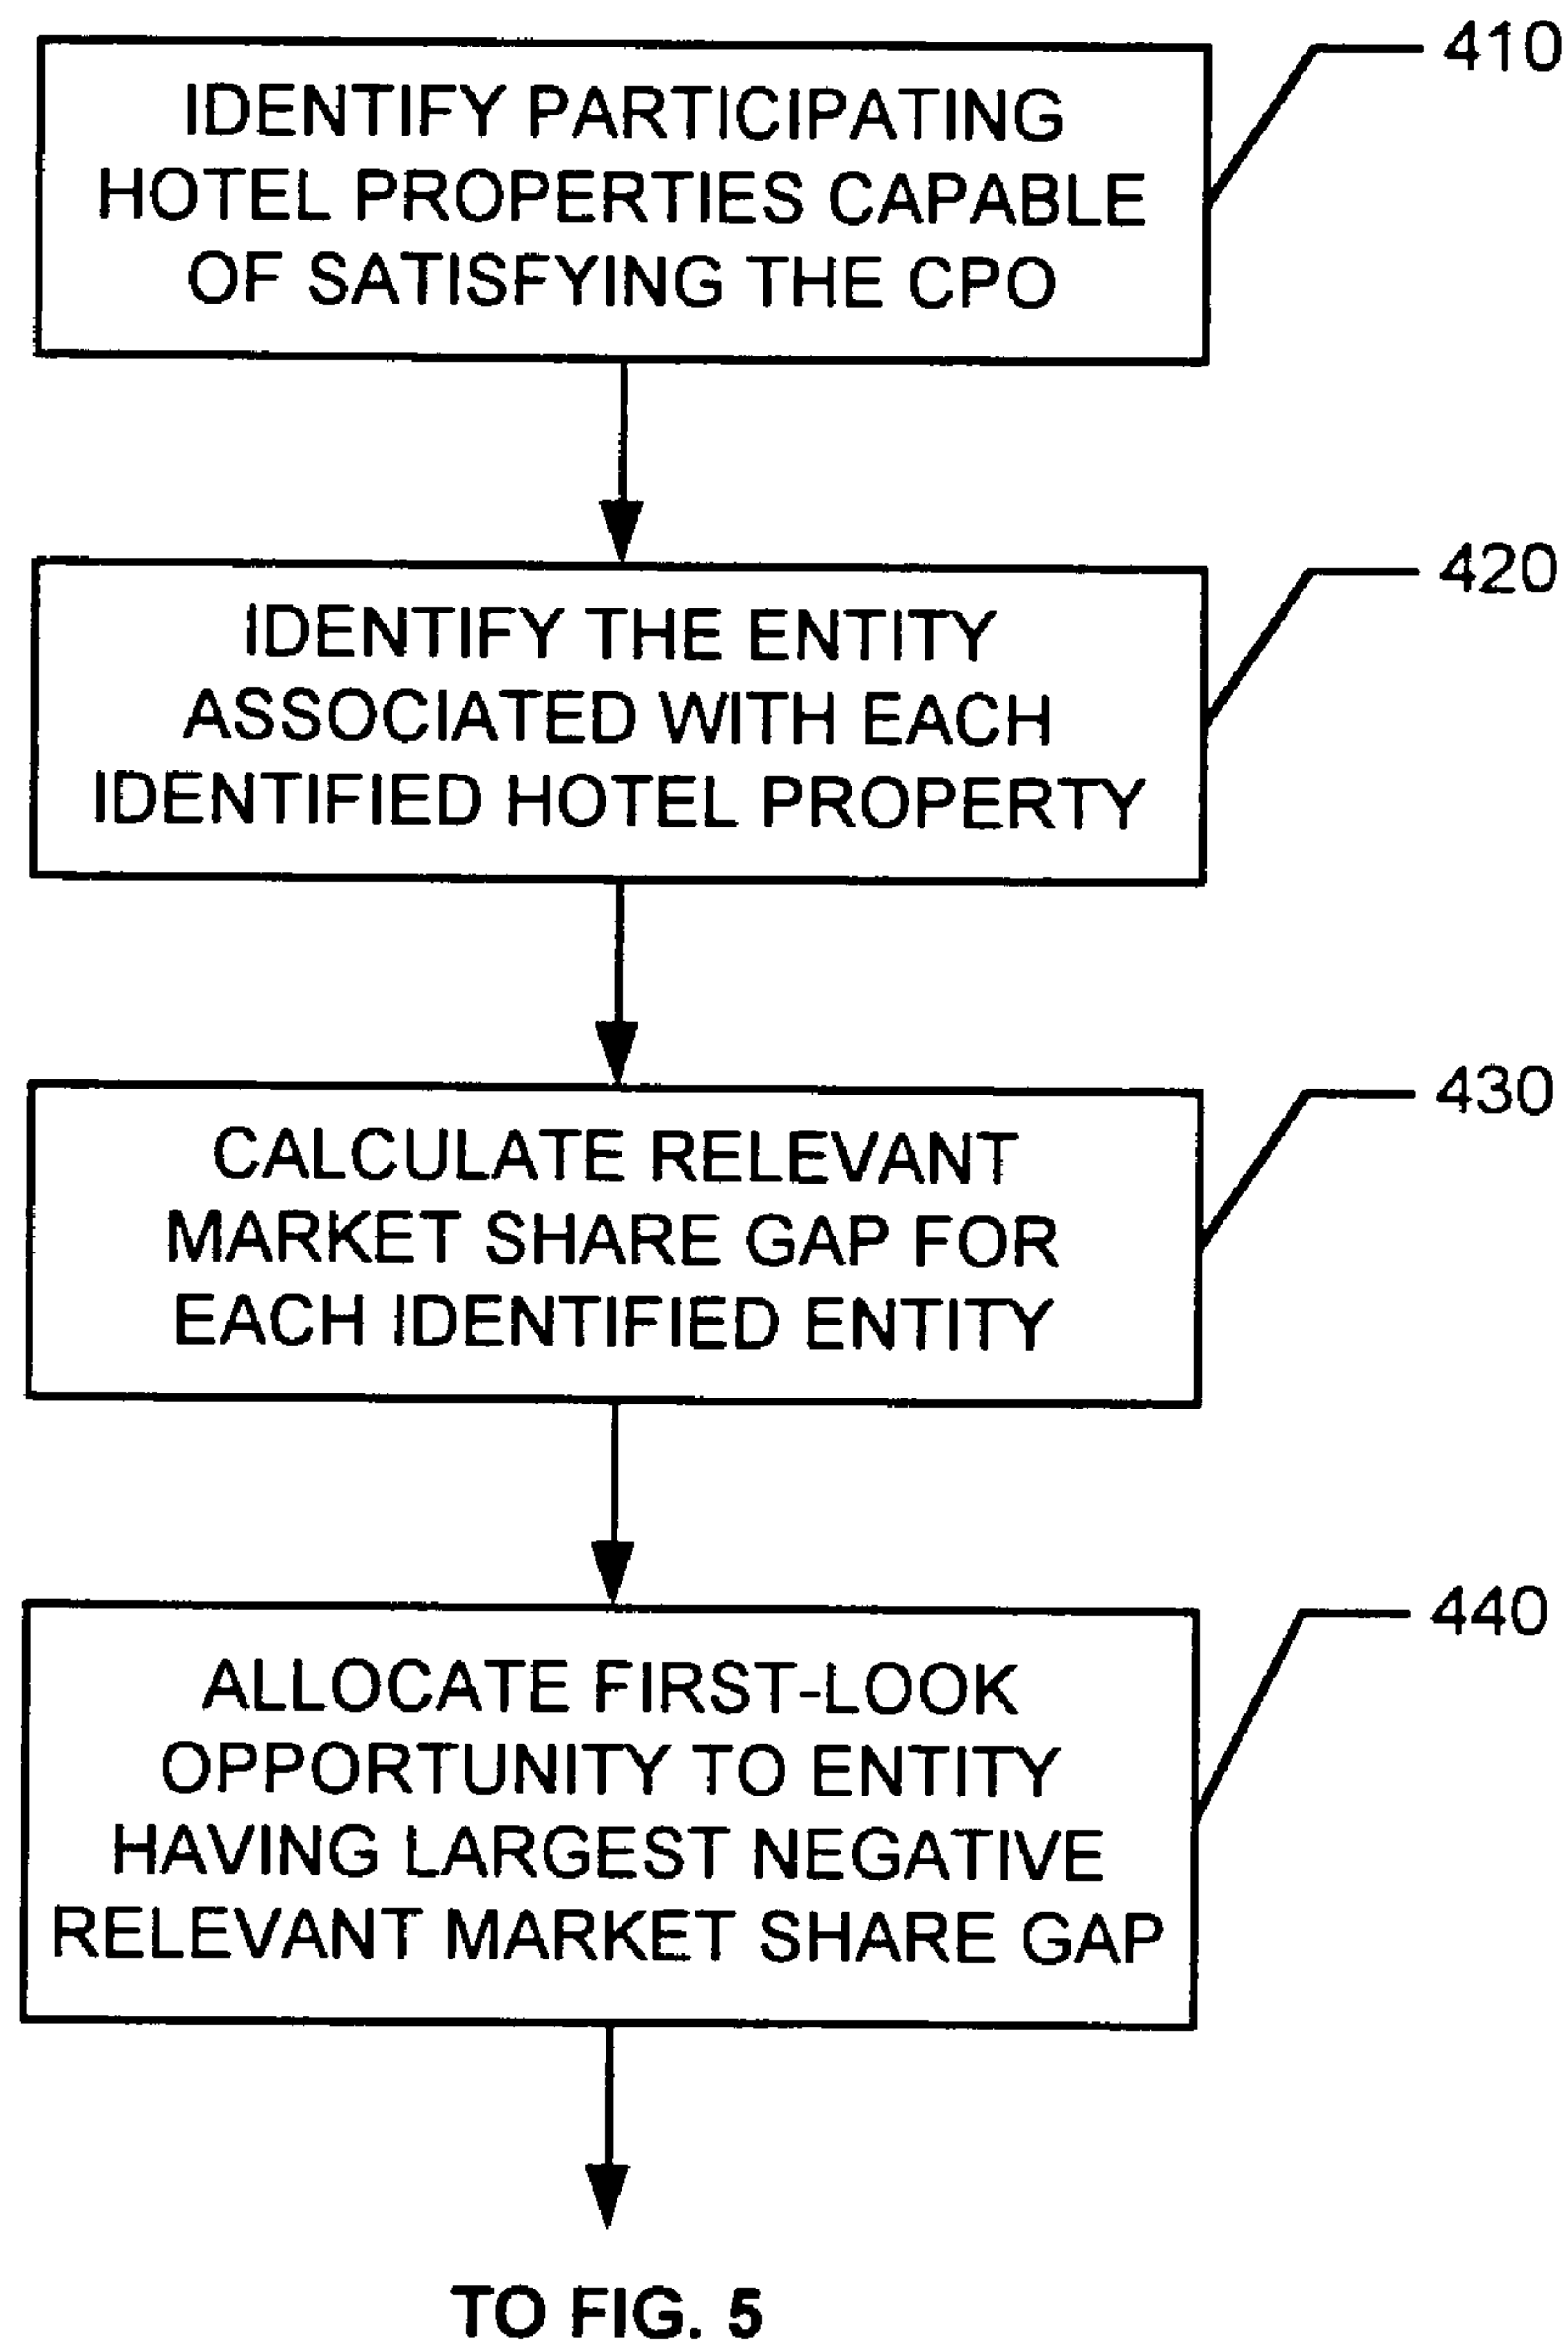 410
IDENTIFY PARTICIPATING
HOTEL PROPERTIES CAPABLE
OF SATISFYING THE CPO
420
IDENTIFY THE ENTITY
ASSOCIATED WITH EACH
IDENTIFIED HOTEL PROPERTY
430
CALCULATE RELEVANT
MARKET SHARE GAP FOR
EACH IDENTIFIED ENTITY
440
ALLOCATE FIRST-LOOK
OPPORTUNITY TO ENTITY
HAVING LARGEST NEGATIVE
RELEVANT MARKET SHARE GAP
TO FIG. 5